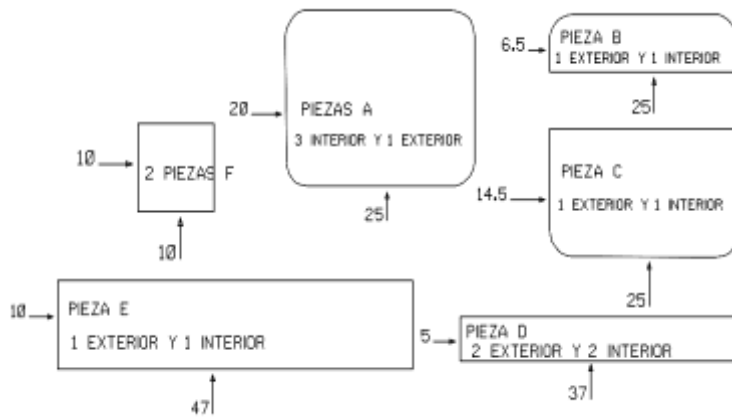 PIEZA B
6.5
1 EXTERIOR Y 1 INTERIOR
25
20
PIEZAS A
3 INTERIOR Y 1 EXTERIOR
25
10
2 PIEZAS F
10
PIEZA C
14.5
1 EXTERIOR Y 1 INTERIOR
25
10
PIEZA E
1 EXTERIOR Y 1 INTERIOR
47
5
PIEZA D
2 EXTERIOR Y 2 INTERIOR
37